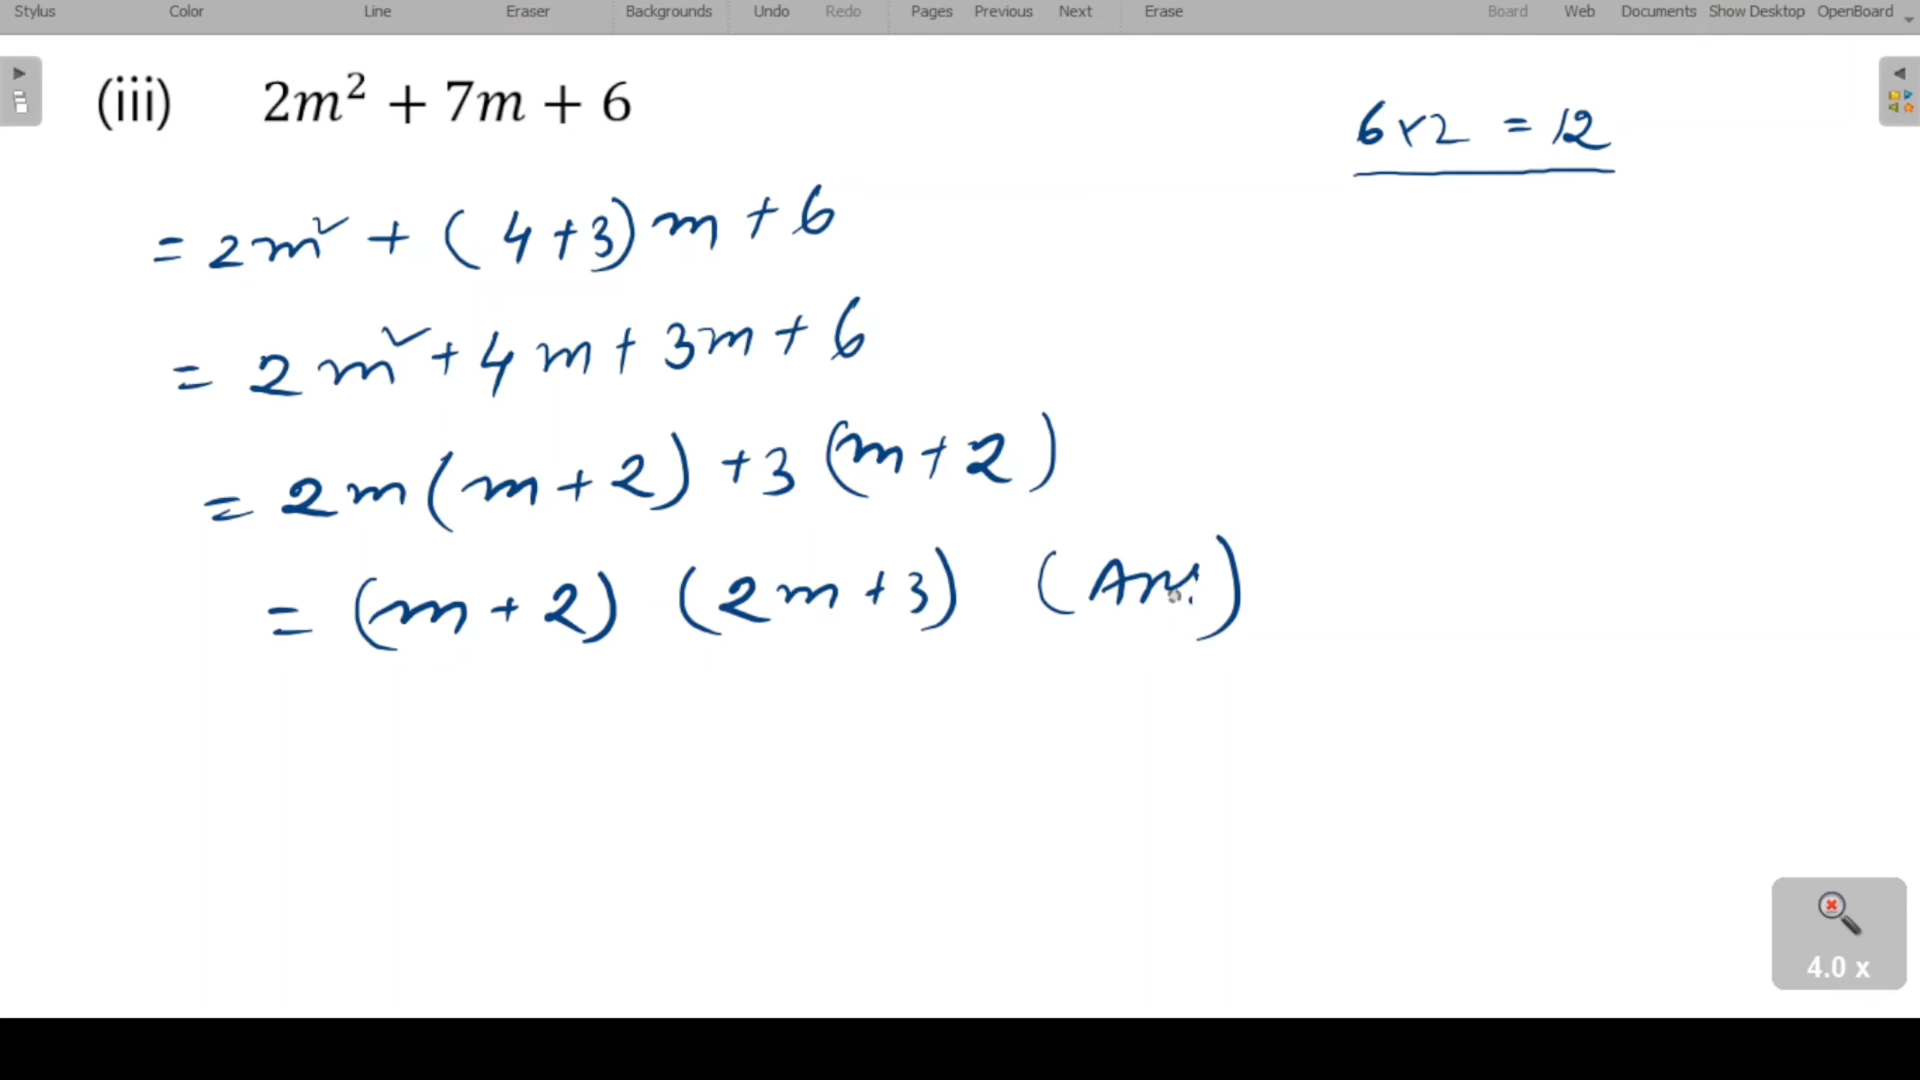 Stylus Color Line Eraser Backgrounds Undo Redo Pages Previous Next Erase Board Web Documents Show Desktop OpenBoard
(iii) 2m² + 7m + 6
6×2 = 12
= 2m² + (4+3)m + 6
= 2m² + 4m + 3m + 6
= 2m(m+2) + 3(m+2)
= (m+2) (2m+3) (Ans:)
4.0 x